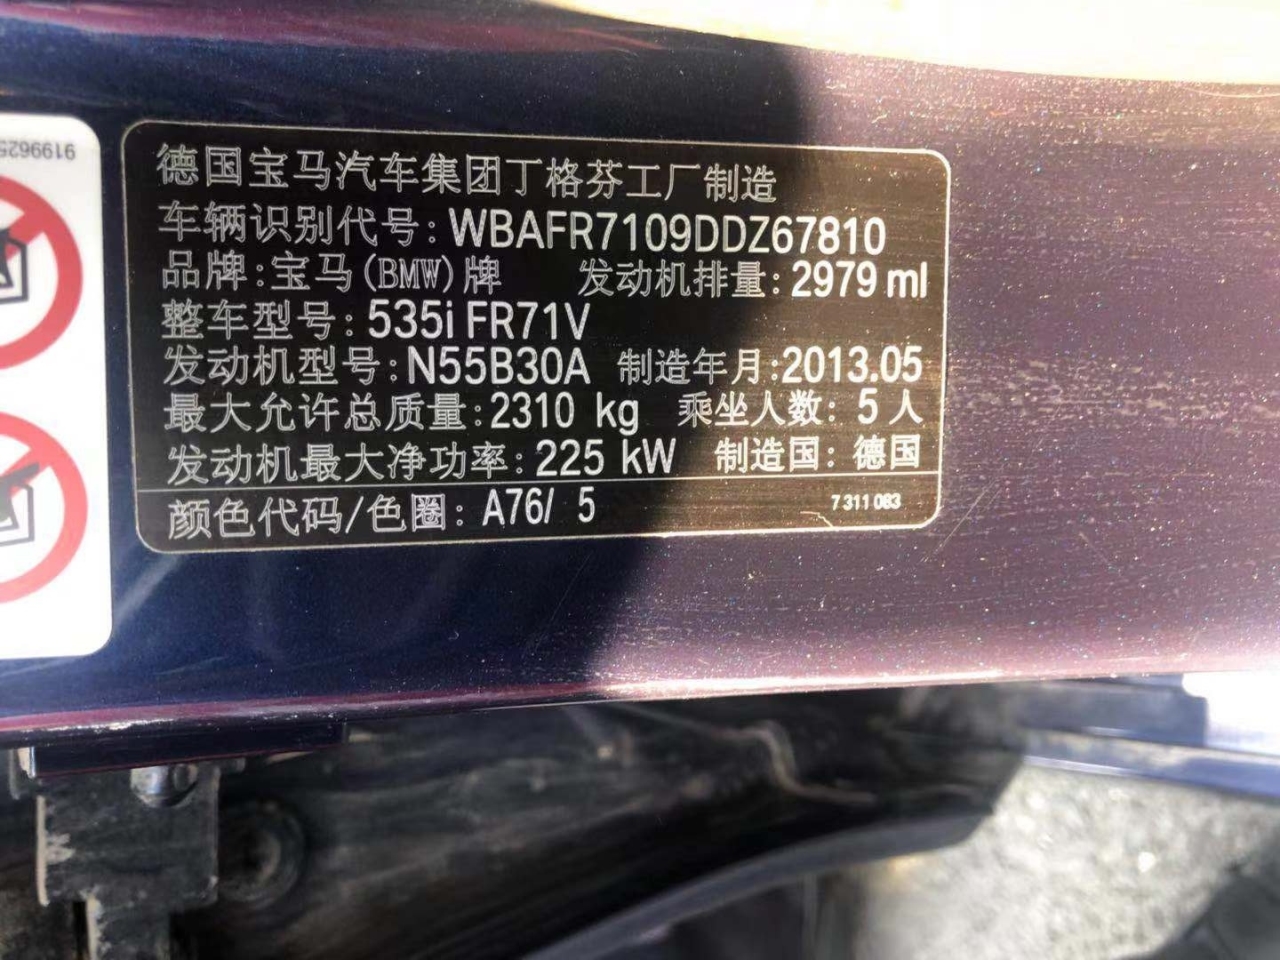 9199625
德国宝马汽车集团丁格芬工厂制造
车辆识别代号: WBAFR7109DDZ67810
品牌:宝马(BMW)牌 发动机排量: 2979 ml
整车型号: 535i FR71V
发动机型号: N55B30A 制造年月:2013.05
最大允许总质量: 2310 kg 乘坐人数: 5 人
发动机最大净功率: 225 kW 制造国: 德国
颜色代码/色圈: A76/ 5 7 311 083